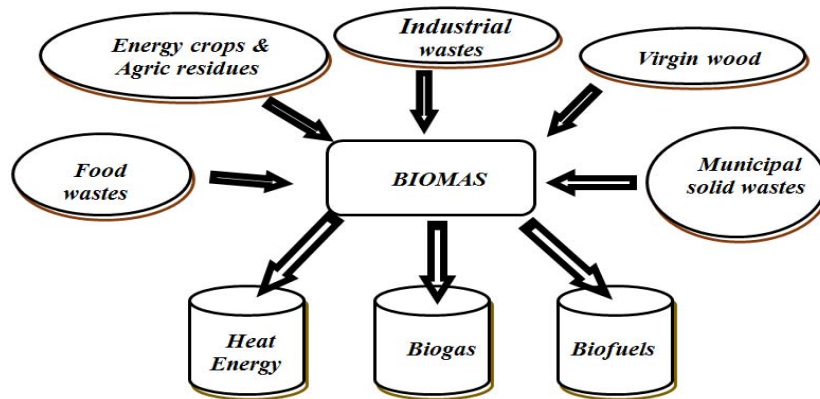 Energy crops &
Agric residues
Industrial
wastes
Virgin wood
Food
wastes
BIOMAS
Municipal
solid wastes
Heat
Energy
Biogas
Biofuels